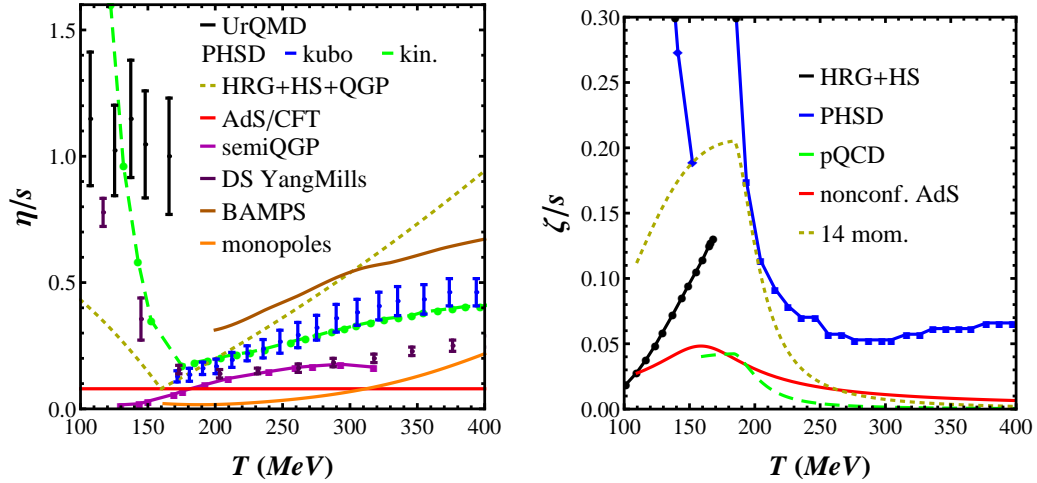 UrQMD
PHSD kubo kin.
HRG+HS+QGP
AdS/CFT
semiQGP
DS YangMills
BAMPS
monopoles
η/s
1.5
1.0
0.5
0.0
100 150 200 250 300 350 400
T (MeV)
HRG+HS
PHSD
pQCD
nonconf. AdS
14 mom.
ζ/s
0.30
0.25
0.20
0.15
0.10
0.05
0.00
100 150 200 250 300 350 400
T (MeV)